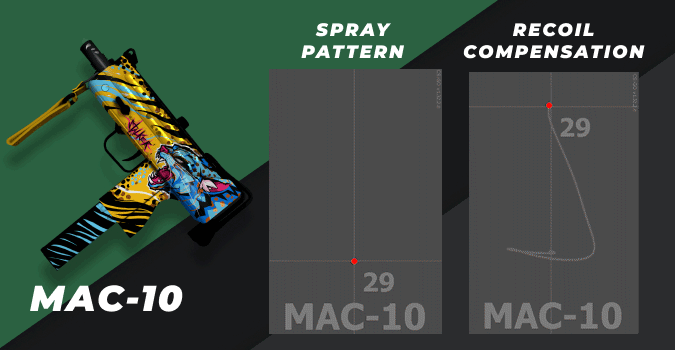 SPRAY
PATTERN
RECOIL
COMPENSATION
29
29
MAC-10
MAC-10
MAC-10